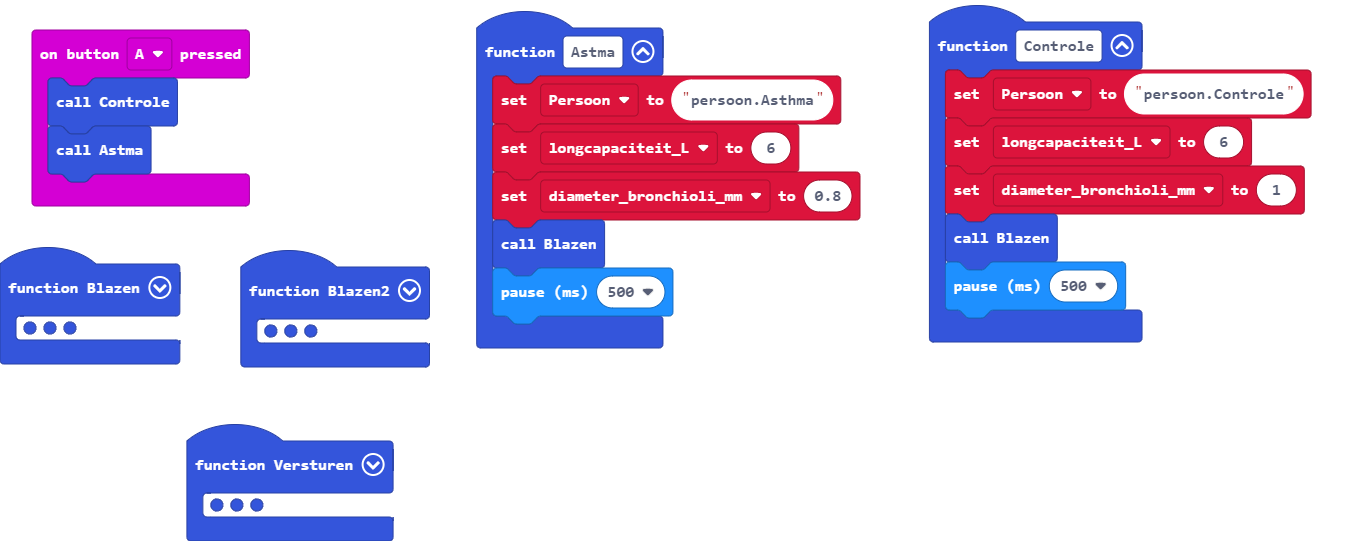 on button A pressed
call Controle
call Astma
function Blazen
function Blazen2
function Versturen
function Astma
set Persoon to "persoon.Asthma"
set longcapaciteit_L to 6
set diameter_bronchioli_mm to 0.8
call Blazen
pause (ms) 500
function Controle
set Persoon to "persoon.Controle"
set longcapaciteit_L to 6
set diameter_bronchioli_mm to 1
call Blazen
pause (ms) 500